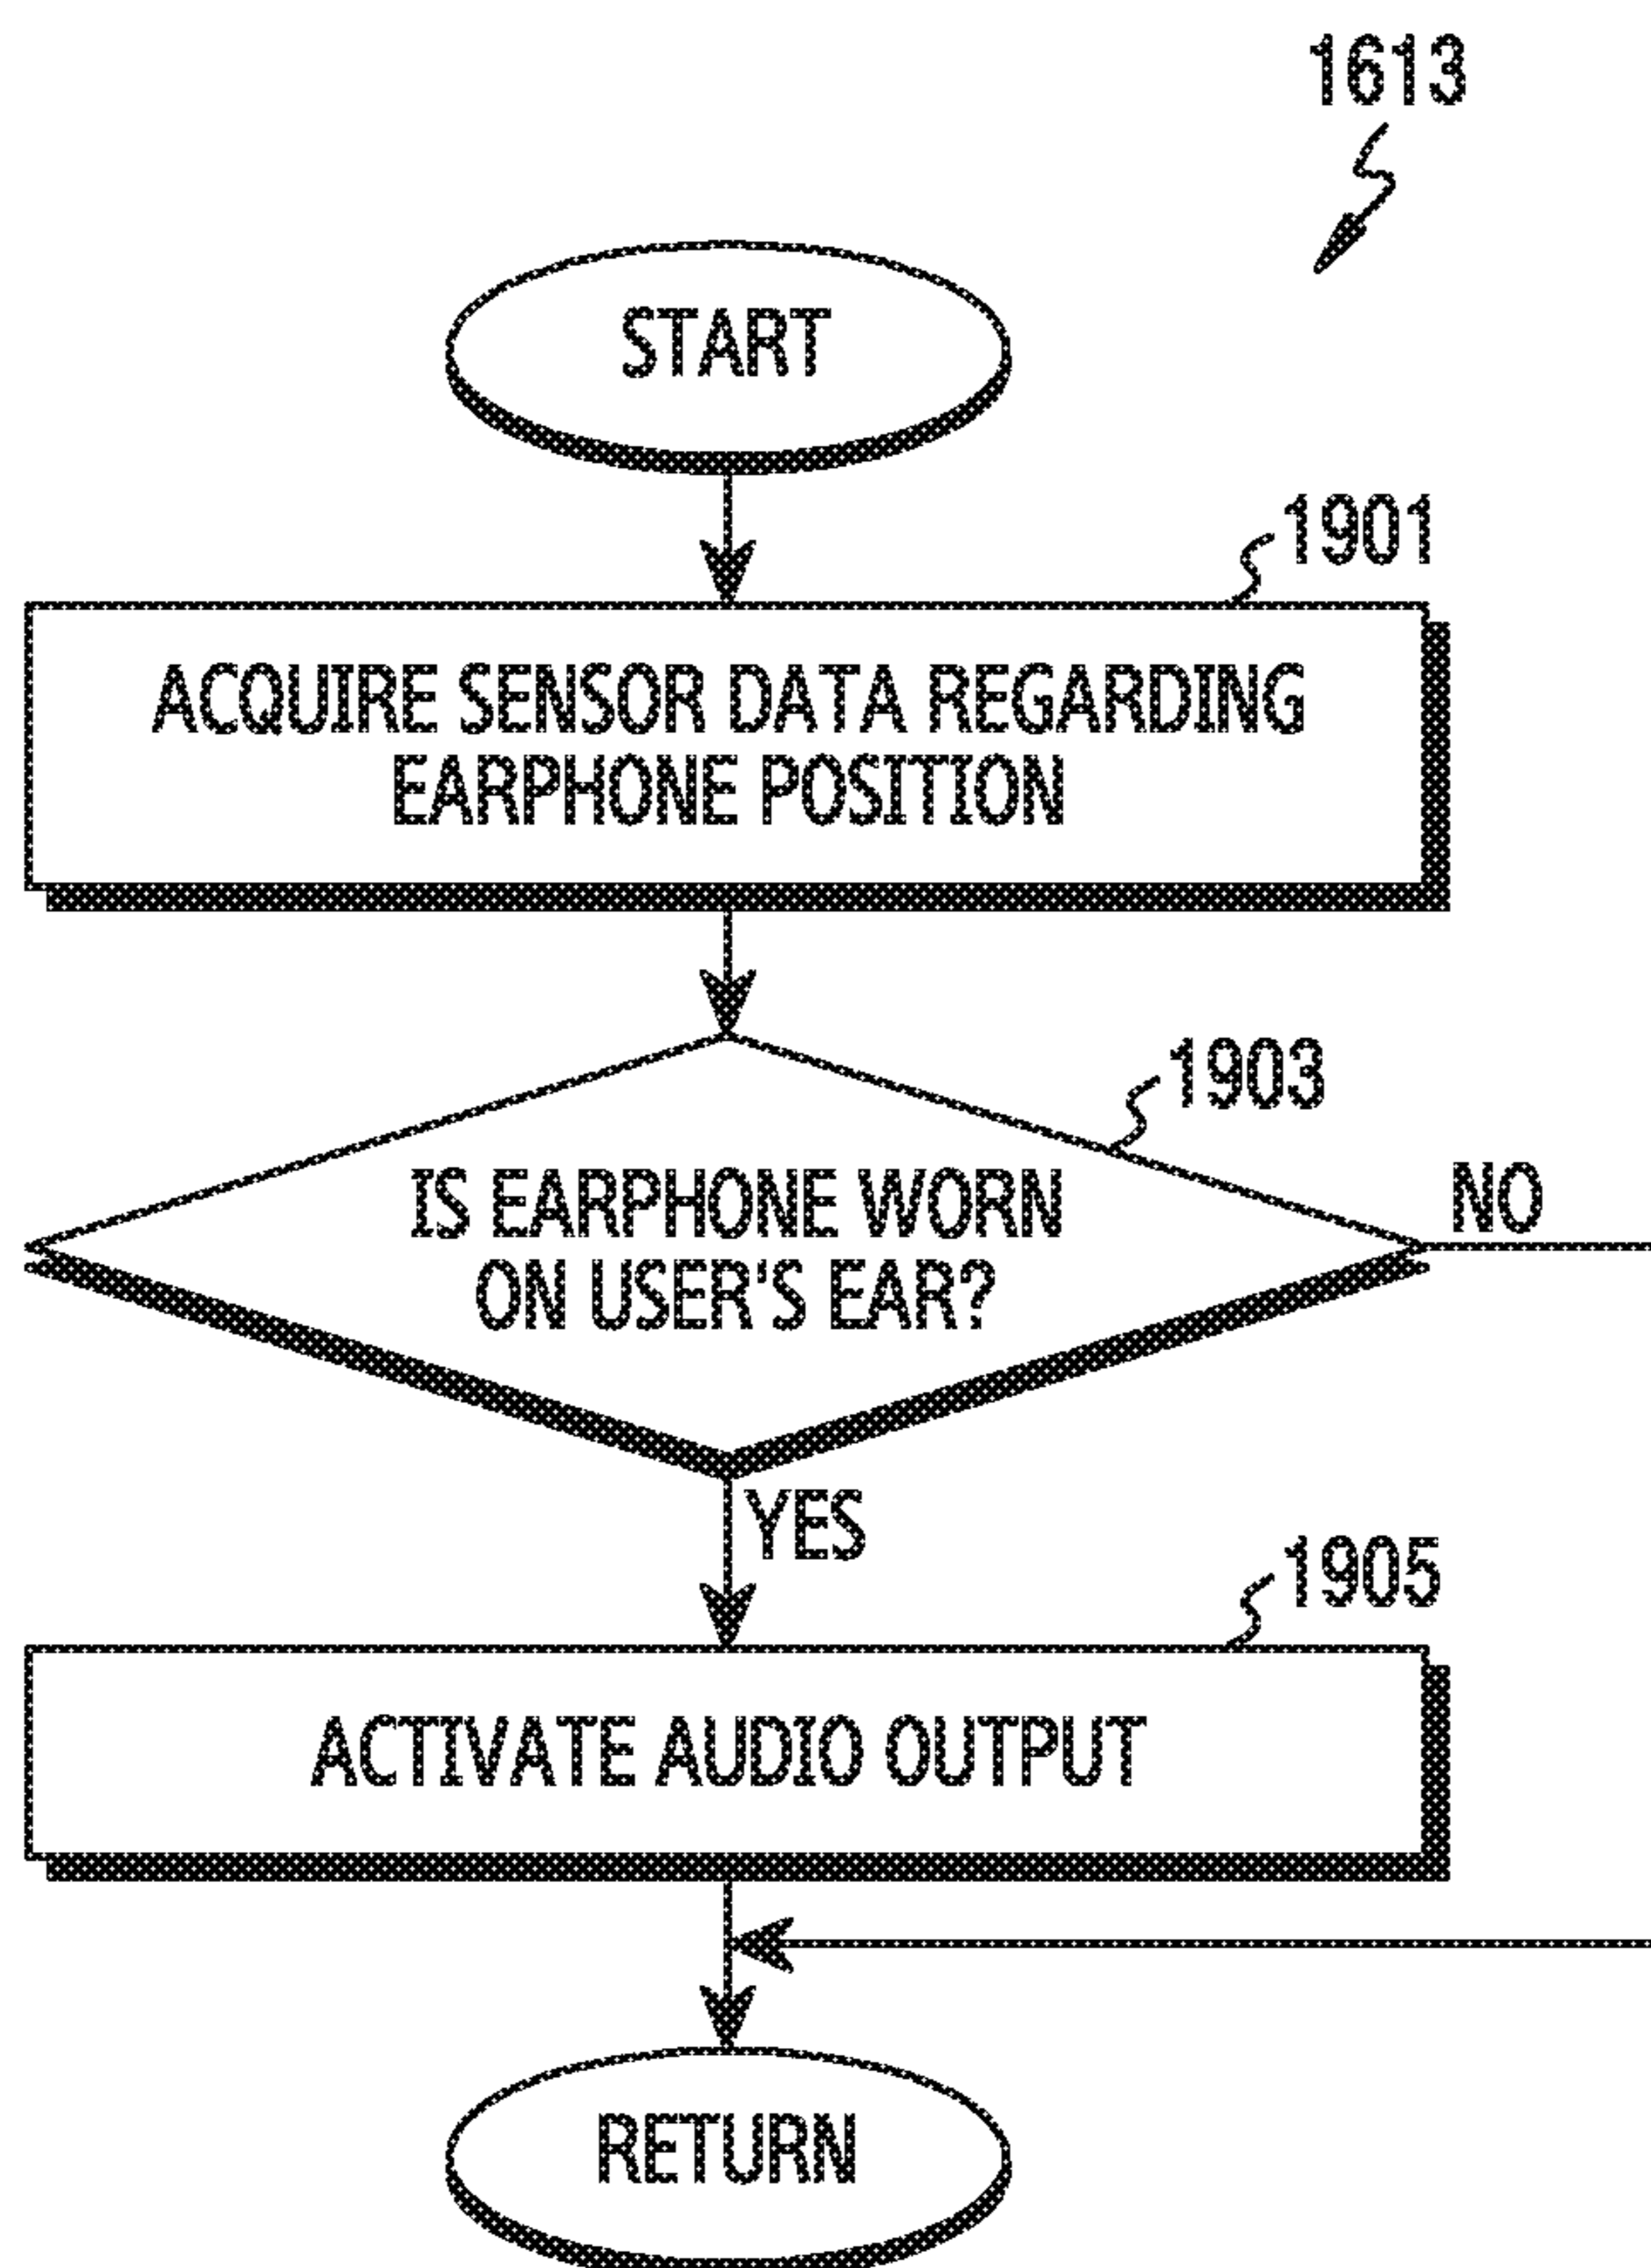 1613
START
1901
ACQUIRE SENSOR DATA REGARDING
EARPHONE POSITION
1903
IS EARPHONE WORN
ON USER'S EAR?
NO
YES
1905
ACTIVATE AUDIO OUTPUT
RETURN